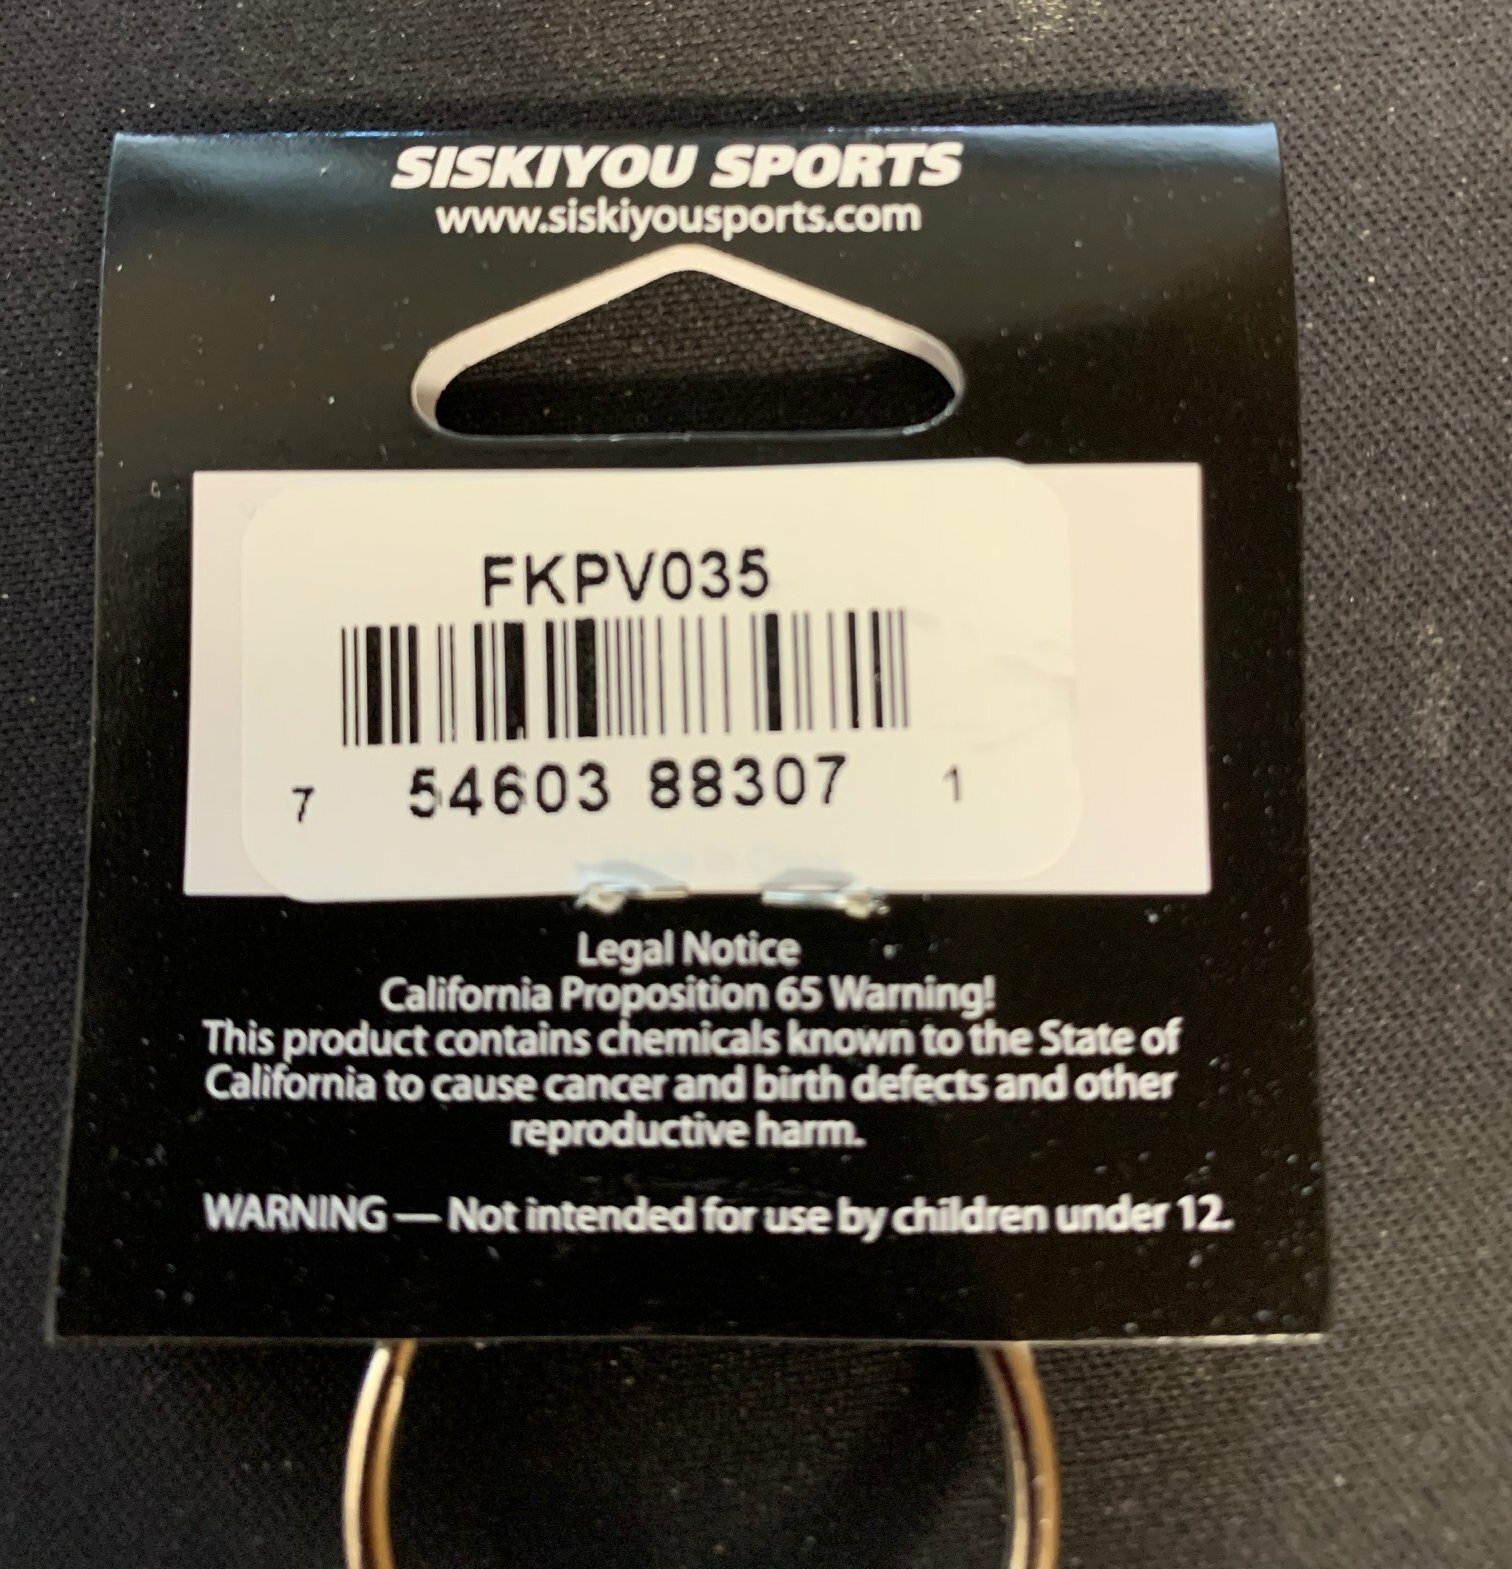 SISKIYOU SPORTS
www.siskiyousports.com
FKPV035
7 54603 88307 1
Legal Notice
California Proposition 65 Warning!
This product contains chemicals known to the State of
California to cause cancer and birth defects and other
reproductive harm.
WARNING — Not intended for use by children under 12.